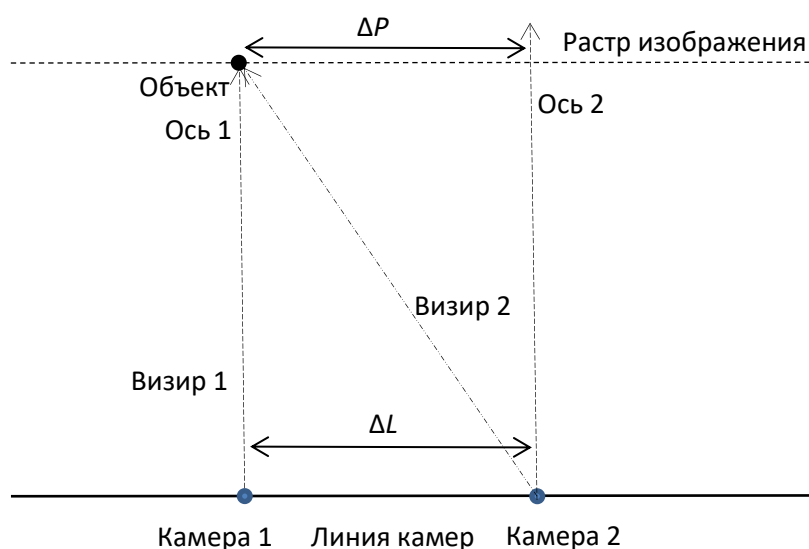 ΔP
Растр изображения
Объект
Ось 1
Ось 2
Визир 2
Визир 1
ΔL
Камера 1
Линия камер
Камера 2